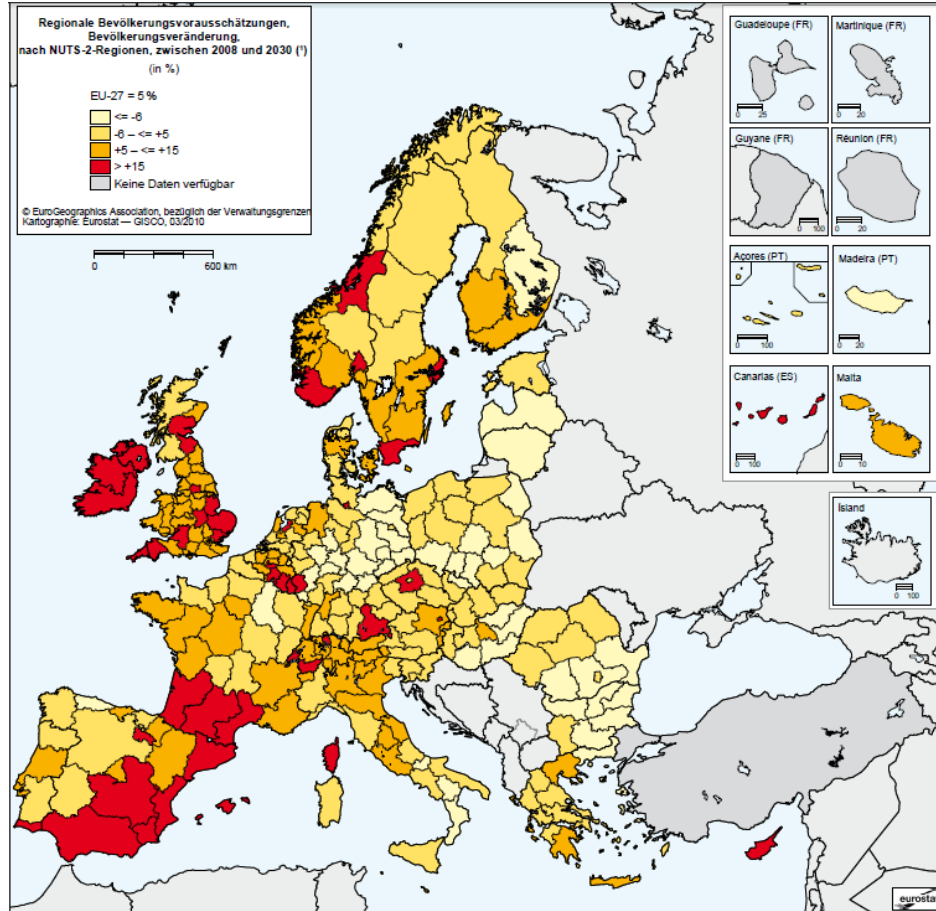 Regionale Bevölkerungsvorausschätzungen,
Bevölkerungsveränderung,
nach NUTS-2-Regionen, zwischen 2008 und 2030 (¹)
(in %)
EU-27 = 5 %
<= -6
-6 – <= +5
+5 – <= +15
> +15
Keine Daten verfügbar
© EuroGeographics Association, bezüglich der Verwaltungsgrenzen
Kartographie: Eurostat — GISCO, 03/2010
0 600 km
Guadeloupe (FR)
0 25
Martinique (FR)
0 20
Guyane (FR)
0 100
Réunion (FR)
0 20
Açores (PT)
0 100
Madeira (PT)
0 20
Canarias (ES)
0 100
Malta
0 10
Ísland
0 100
eurostat